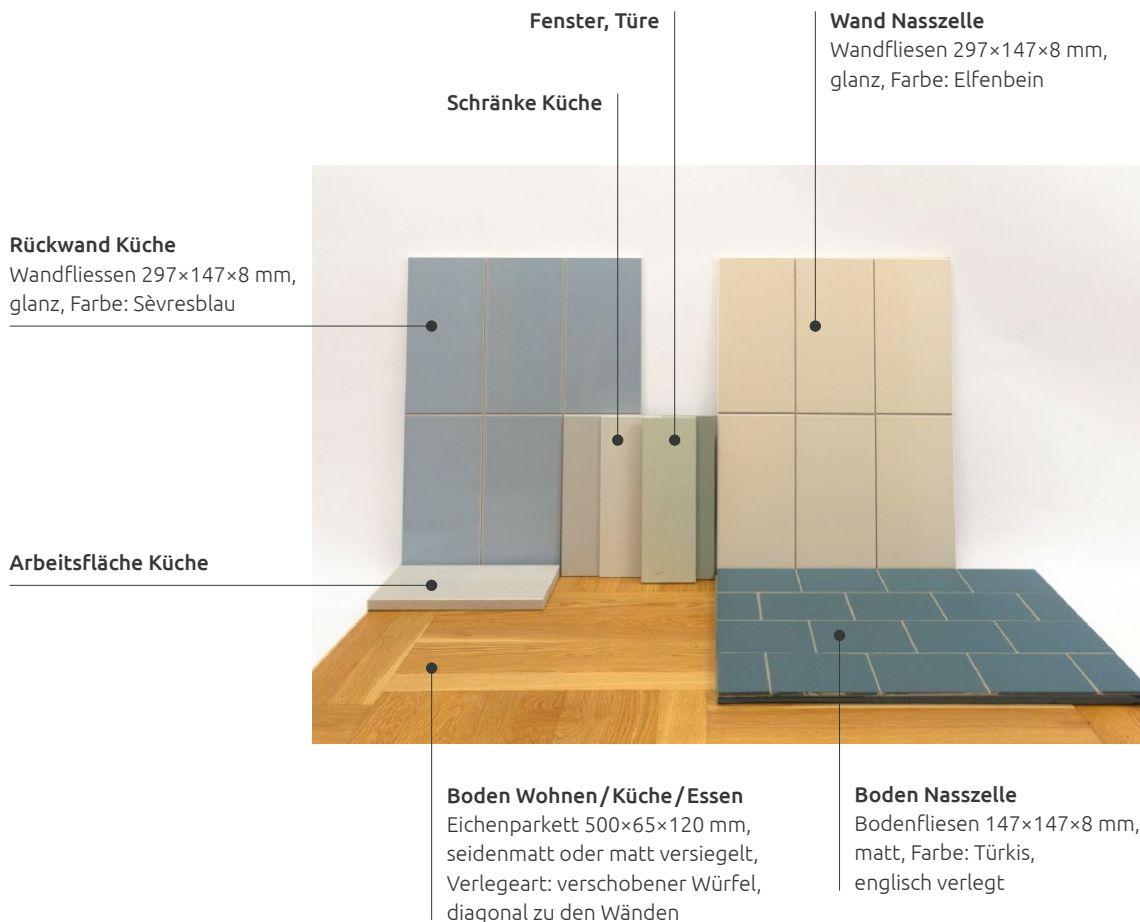 Fenster, Türe
Wand Nasszelle
Wandfliesen 297×147×8 mm,
glanz, Farbe: Elfenbein
Schränke Küche
Rückwand Küche
Wandfliessen 297×147×8 mm,
glanz, Farbe: Sèvresblau
Arbeitsfläche Küche
Boden Wohnen/Küche/Essen
Eichenparkett 500×65×120 mm,
seidenmatt oder matt versiegelt,
Verlegeart: verschobener Würfel,
diagonal zu den Wänden
Boden Nasszelle
Bodenfliesen 147×147×8 mm,
matt, Farbe: Türkis,
englisch verlegt